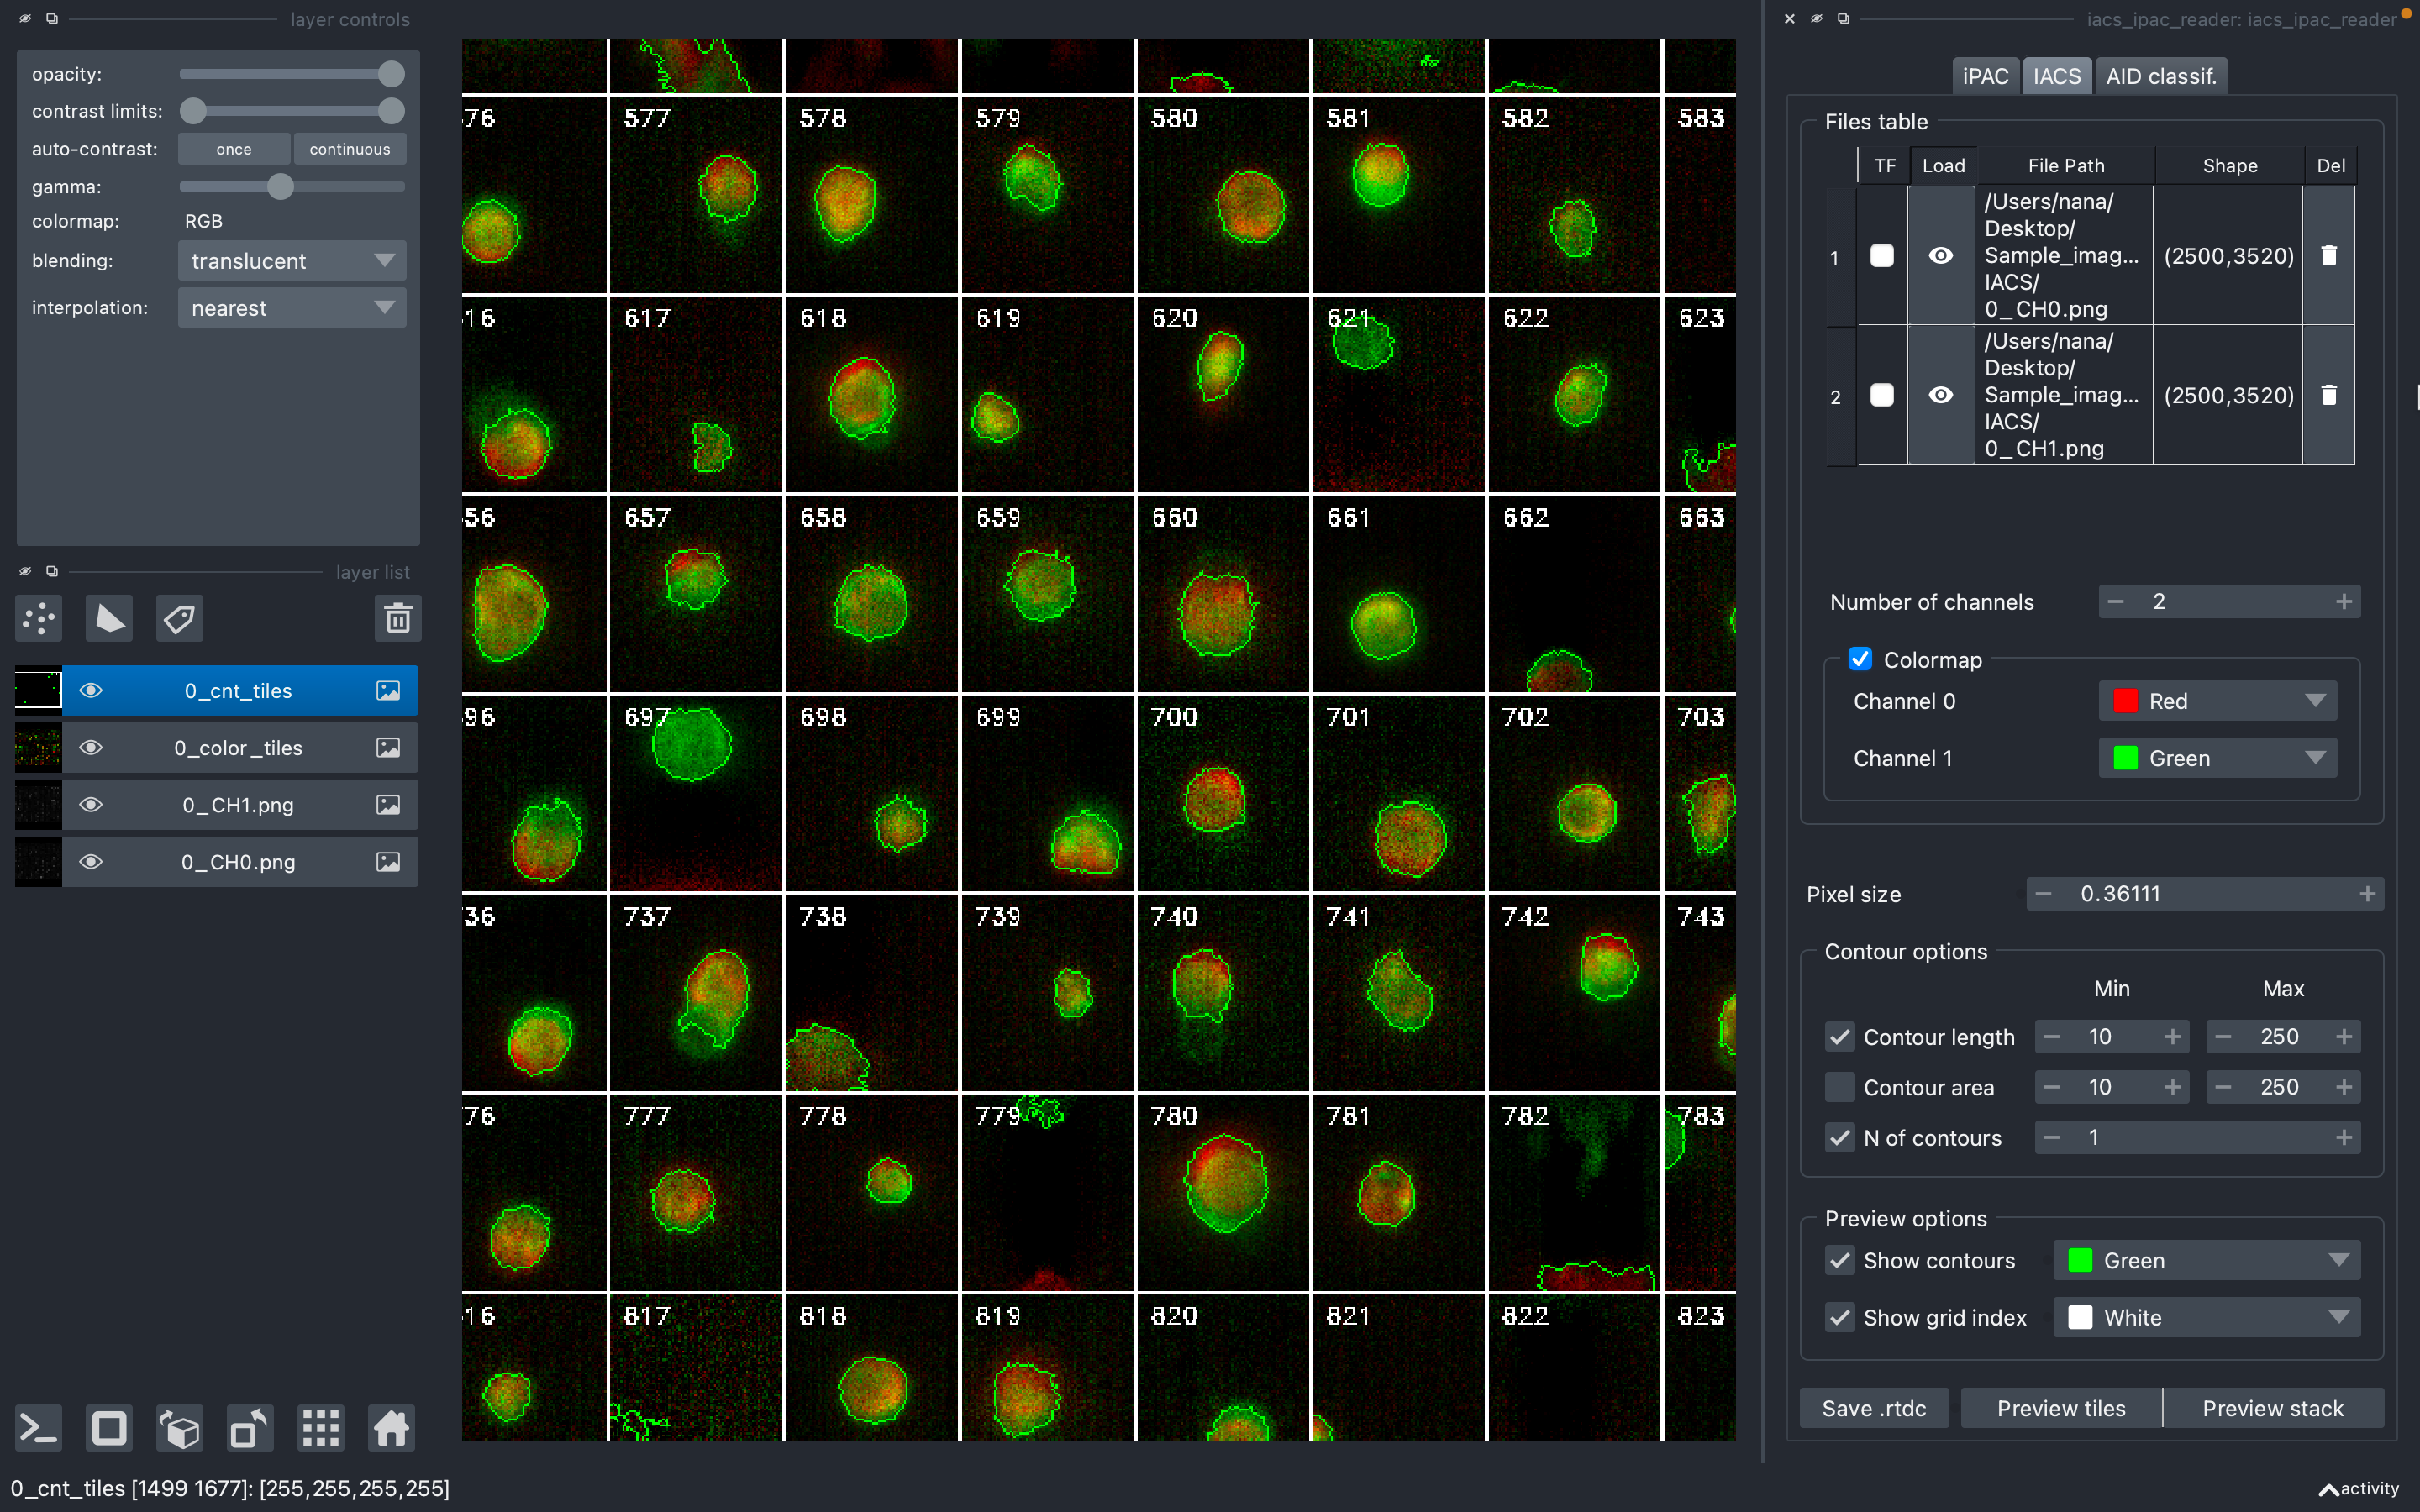 layer controls
opacity:
contrast limits:
auto-contrast: once continuous
gamma:
colormap: RGB
blending: translucent
interpolation: nearest
layer list
0_cnt_tiles
0_color_tiles
0_CH1.png
0_CH0.png
76 577 578 579 580 581 582 583
16 617 618 619 620 621 622 623
56 657 658 659 660 661 662 663
96 697 698 699 700 701 702 703
36 737 738 739 740 741 742 743
76 777 778 779 780 781 782 783
16 817 818 819 820 821 822 823
0_cnt_tiles [1499 1677]: [255,255,255,255]
iacs_ipac_reader: iacs_ipac_reader
iPAC IACS AID classif.
Files table
TF Load File Path Shape Del
1 /Users/nana/
Desktop/
Sample_imag... (2500,3520)
IACS/
0_CH0.png
2 /Users/nana/
Desktop/
Sample_imag... (2500,3520)
IACS/
0_CH1.png
Number of channels − 2 +
Colormap
Channel 0 Red
Channel 1 Green
Pixel size − 0.36111 +
Contour options
Min Max
Contour length − 10 + − 250 +
Contour area − 10 + − 250 +
N of contours − 1 +
Preview options
Show contours Green
Show grid index White
Save .rtdc Preview tiles Preview stack
activity